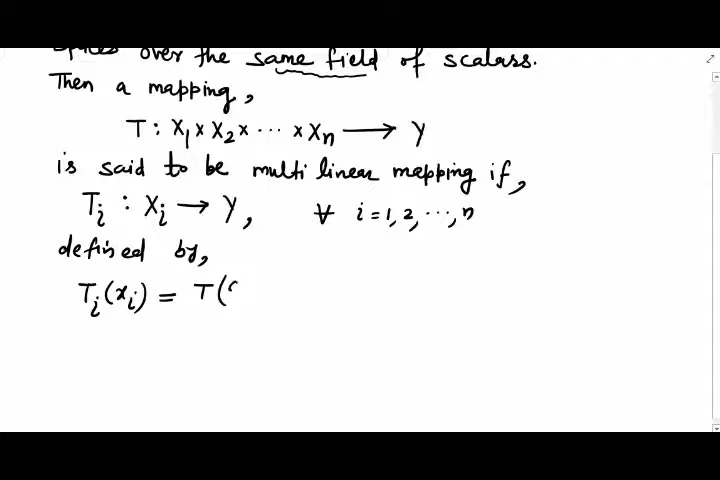 spaces over the same field of scalars.
Then a mapping,
T : X₁ × X₂ × ... × Xn ⟶ Y
is said to be multi linear mapping if,
Tᵢ : Xᵢ → Y, ∀ i = 1, 2, ..., n
defined by,
Tᵢ(xᵢ) = T(